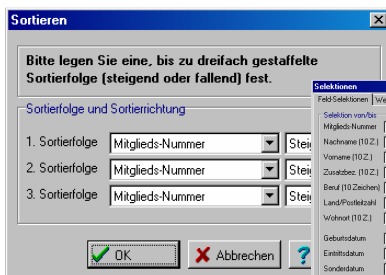 Sortieren
Bitte legen Sie eine, bis zu dreifach gestaffelte
Sortierfolge (steigend oder fallend) fest.
Sortierfolge und Sortierrichtung
1. Sortierfolge Mitglieds-Nummer Steig
2. Sortierfolge Mitglieds-Nummer Steig
3. Sortierfolge Mitglieds-Nummer Steig
OK Abbrechen ?
Selektionen
Feld-Selektionen We
Selektion von/bis
Mitglieds-Nummer
Nachname (10 Z.)
Vorname (10 Z.)
Zusatzbez. (10 Z.)
Beruf (10 Zeichen)
Land/Postleitzahl
Wohnort (10 Z.)
Geburtsdatum
Eintrittsdatum
Sonderdatum